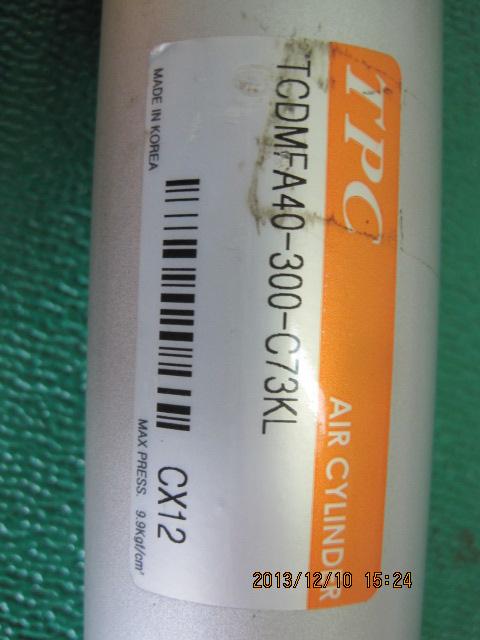 TPC AIR CYLINDER
TCDMFA40-300-C73KL
CX12
MADE IN KOREA
MAX PRESS. 9.9Kgf/cm²
2013/12/10 15:24